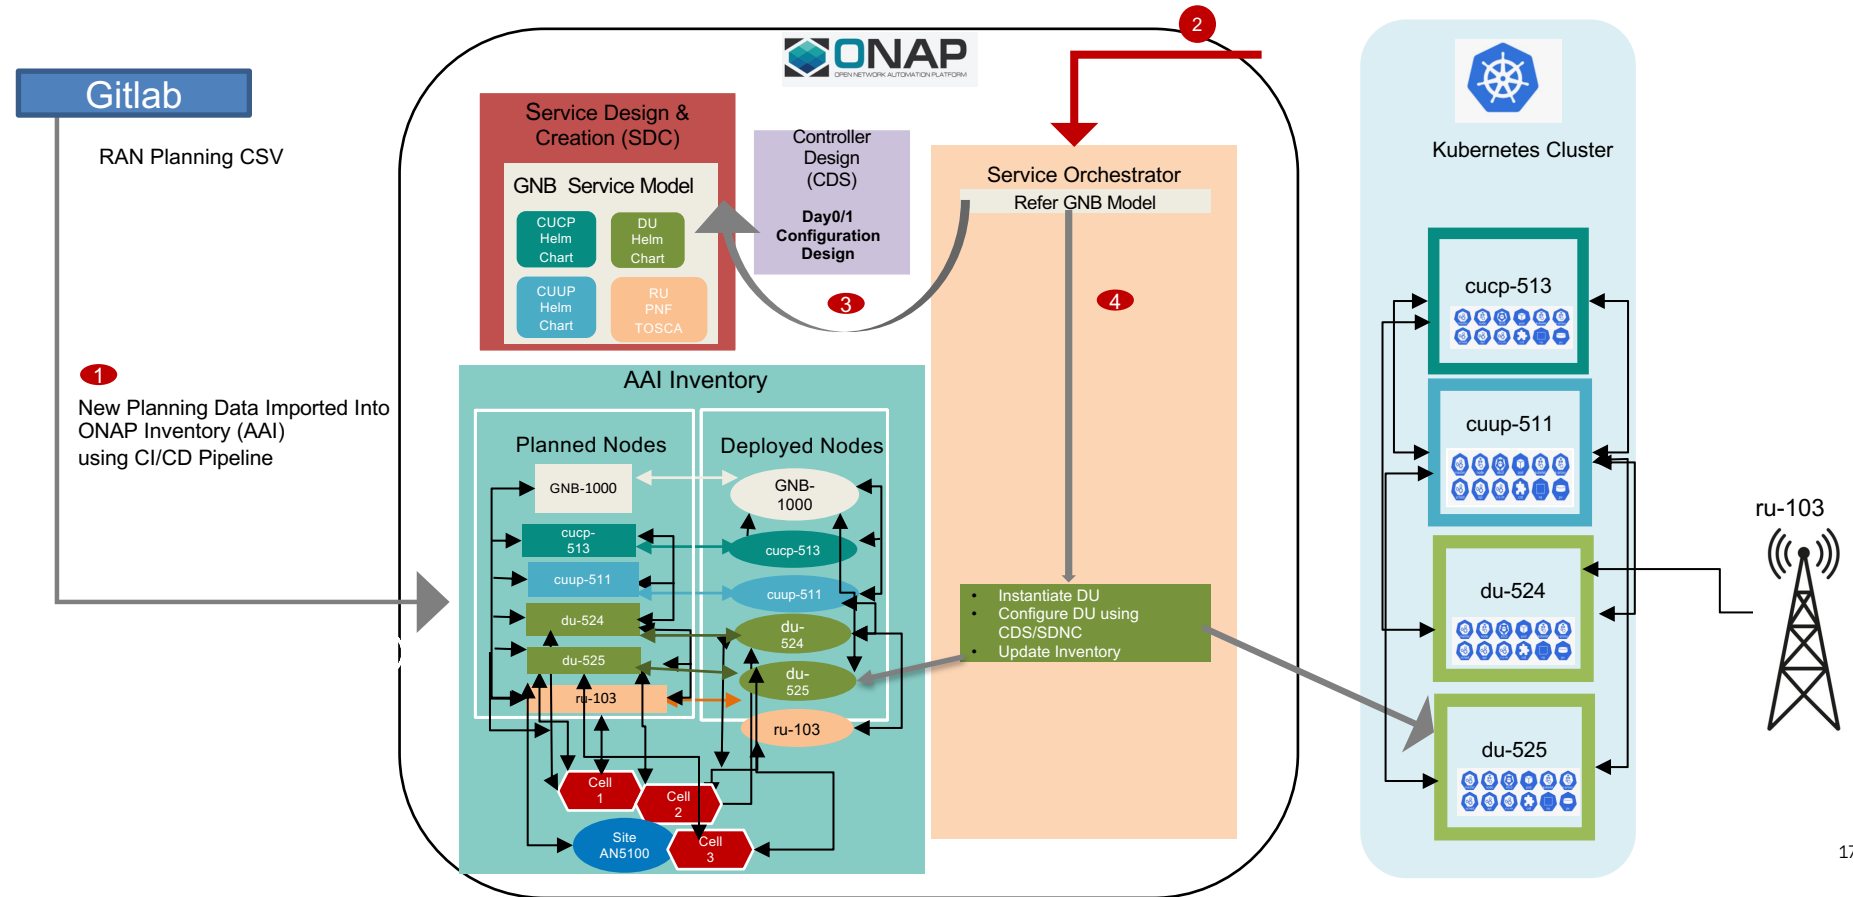 Gitlab
RAN Planning CSV
1
New Planning Data Imported Into
ONAP Inventory (AAI)
using CI/CD Pipeline
ONAP
OPEN NETWORK AUTOMATION PLATFORM
2
Service Design &
Creation (SDC)
GNB Service Model
CUCP
Helm
Chart
DU
Helm
Chart
CUUP
Helm
Chart
RU
PNF
TOSCA
Controller
Design
(CDS)
Day0/1
Configuration
Design
3
Service Orchestrator
Refer GNB Model
4
• Instantiate DU
• Configure DU using
CDS/SDNC
• Update Inventory
AAI Inventory
Planned Nodes
GNB-1000
cucp-
513
cuup-511
du-524
du-525
ru-103
Deployed Nodes
GNB-
1000
cucp-513
cuup-511
du-
524
du-
525
ru-103
Cell
1
Cell
2
Site
AN5100
Cell
3
Kubernetes Cluster
cucp-513
cuup-511
du-524
du-525
ru-103
17